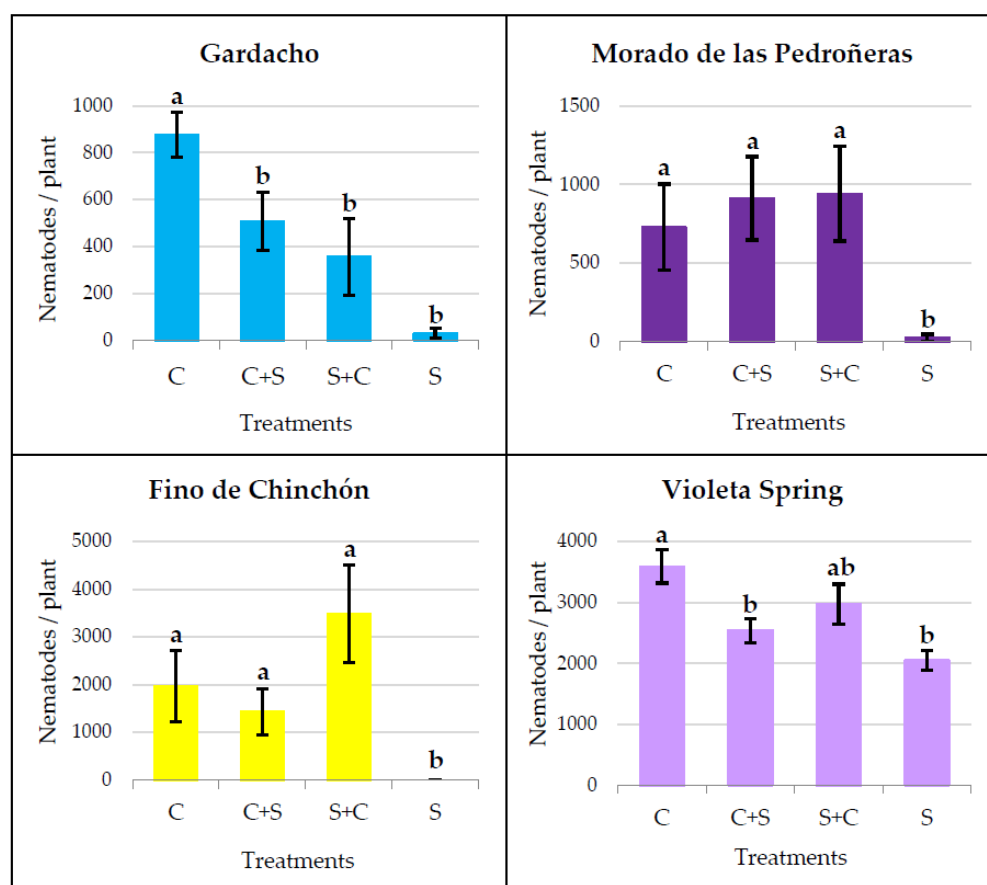 Gardacho
Nematodes / plant
1000
800
600
400
200
0
a
b
b
b
C
C+S
S+C
S
Treatments
Morado de las Pedroñeras
Nematodes / plant
1500
1000
500
0
a
a
a
b
C
C+S
S+C
S
Treatments
Fino de Chinchón
Nematodes / plant
5000
4000
3000
2000
1000
0
a
a
a
b
C
C+S
S+C
S
Treatments
Violeta Spring
Nematodes / plant
4000
3000
2000
1000
0
a
b
ab
b
C
C+S
S+C
S
Treatments